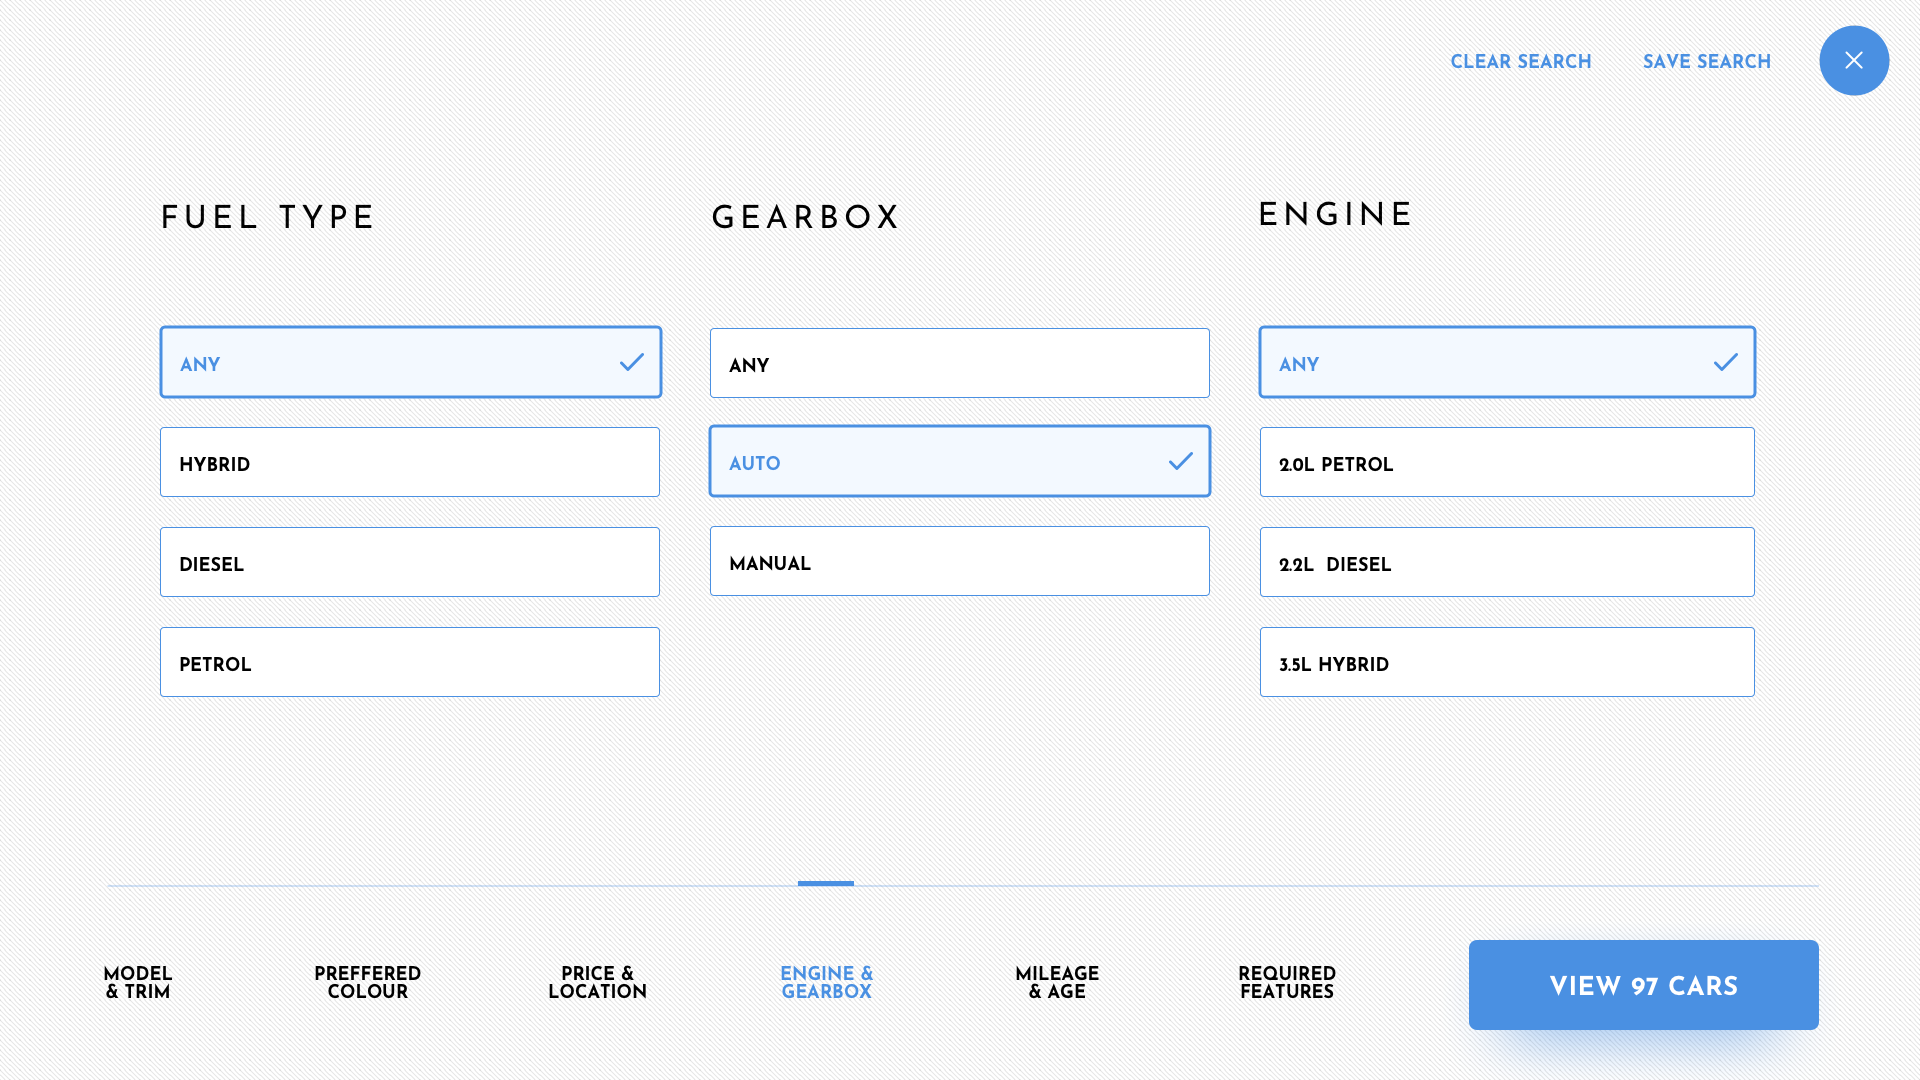 CLEAR SEARCH
SAVE SEARCH
FUEL TYPE
ANY
HYBRID
DIESEL
PETROL
GEARBOX
ANY
AUTO
MANUAL
ENGINE
ANY
2.0L PETROL
2.2L  DIESEL
3.5L HYBRID
MODEL
& TRIM
PREFFERED
COLOUR
PRICE &
LOCATION
ENGINE &
GEARBOX
MILEAGE
& AGE
REQUIRED
FEATURES
VIEW 97 CARS